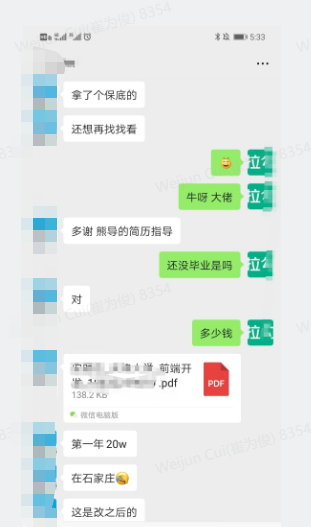 5:33
拿了个保底的
还想再找找看
牛呀 大佬
多谢 熊导的简历指导
还没毕业是吗
对
多少钱
前端开
.pdf
PDF
138.2 KB
微信电脑版
第一年 20w
在石家庄
这是改之后的